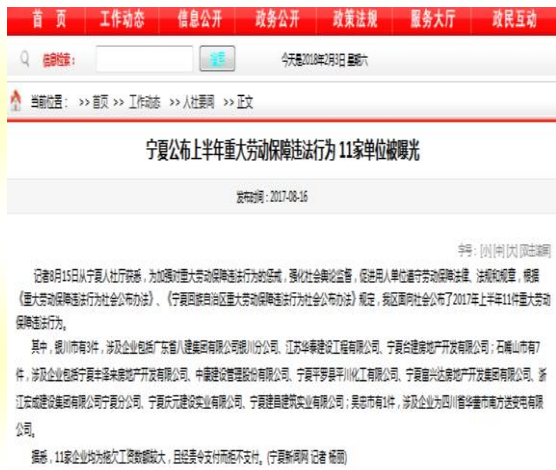 首 页 工作动态 信息公开 政务公开 政策法规 服务大厅 政民互动
信息检索： 搜索 今天是2018年2月3日 星期六
当前位置： >> 首页 >> 工作动态 >> 人社要闻 >> 正文
宁夏公布上半年重大劳动保障违法行为 11家单位被曝光
发布时间：2017-08-16
字号：[小] [中] [大] [双击滚屏]
记者8月15日从宁夏人社厅获悉，为加强对重大劳动保障违法行为的惩戒，强化社会舆论监督，促进用人单位遵守劳动保障法律、法规和规章，根据
《重大劳动保障违法行为社会公布办法》、《宁夏回族自治区重大劳动保障违法行为社会公布办法》规定，我区面向社会公布了2017年上半年11件重大劳动
保障违法行为。
其中，银川市有3件，涉及企业包括广东省八建集团有限公司银川分公司、江苏华泰建设工程有限公司、宁夏台建房地产开发有限公司；石嘴山市有7
件，涉及企业包括宁夏丰泽来房地产开发有限公司、中康建设管理股份有限公司、宁夏平罗县平川化工有限公司、宁夏富兴达房地产开发集团有限公司、浙
江宏成建设集团有限公司宁夏分公司、宁夏庆元建设实业有限公司、宁夏建昌建筑实业有限公司；吴忠市有1件，涉及企业为四川省华蓥市南方送变电有限
公司。
据悉，11家企业均为拖欠工资数额较大，且经责令支付而拒不支付。(宁夏新闻网 记者 杨丽)